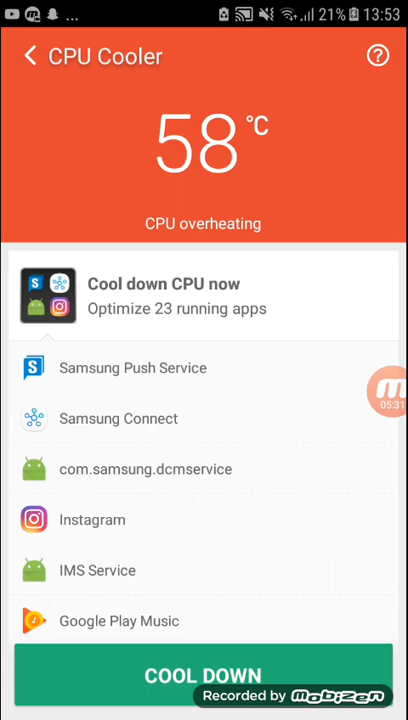 ... 21% 13:53
CPU Cooler
58 °C
CPU overheating
Cool down CPU now
Optimize 23 running apps
Samsung Push Service
Samsung Connect
05:31
com.samsung.dcmservice
Instagram
IMS Service
Google Play Music
COOL DOWN
Recorded by mobizen